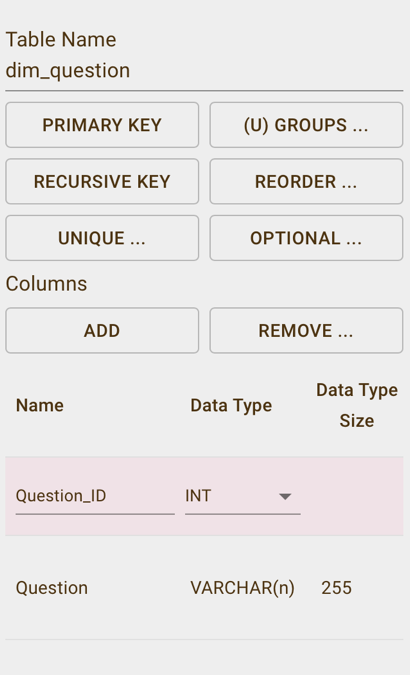 Table Name
dim_question
PRIMARY KEY
(U) GROUPS ...
RECURSIVE KEY
REORDER ...
UNIQUE ...
OPTIONAL ...
Columns
ADD
REMOVE ...
Name
Data Type
Data Type
Size
Question_ID
INT
Question
VARCHAR(n)
255